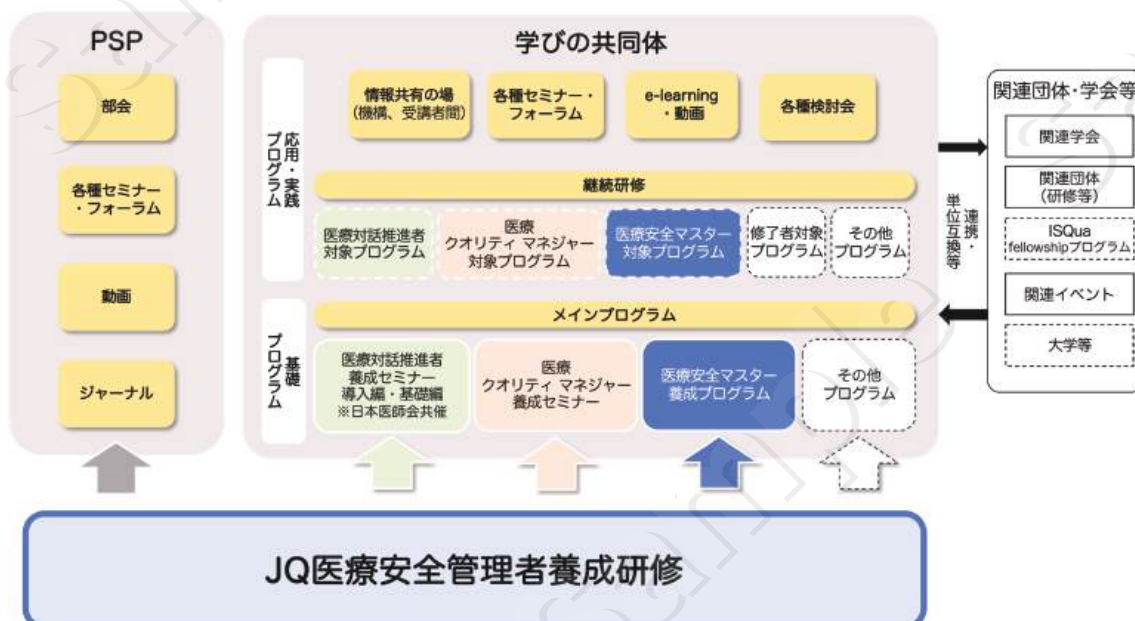 PSP
部会
各種セミナー
・フォーラム
動画
ジャーナル
学びの共同体
応用・実践
プログラム
情報共有の場
(機構、受講者間)
各種セミナー・
フォーラム
e-learning
・動画
各種検討会
継続研修
医療対話推進者
対象プログラム
医療
クオリティ マネジャー
対象プログラム
医療安全マスター
対象プログラム
修了者対象
プログラム
その他
プログラム
基礎
プログラム
メインプログラム
医療対話推進者
養成セミナー
導入編・基礎編
※日本医師会共催
医療
クオリティ マネジャー
養成セミナー
医療安全マスター
養成プログラム
その他
プログラム
連携・
単位互換等
関連団体・学会等
関連学会
関連団体
(研修等)
ISQua
fellowshipプログラム
関連イベント
大学等
JQ医療安全管理者養成研修
Sample